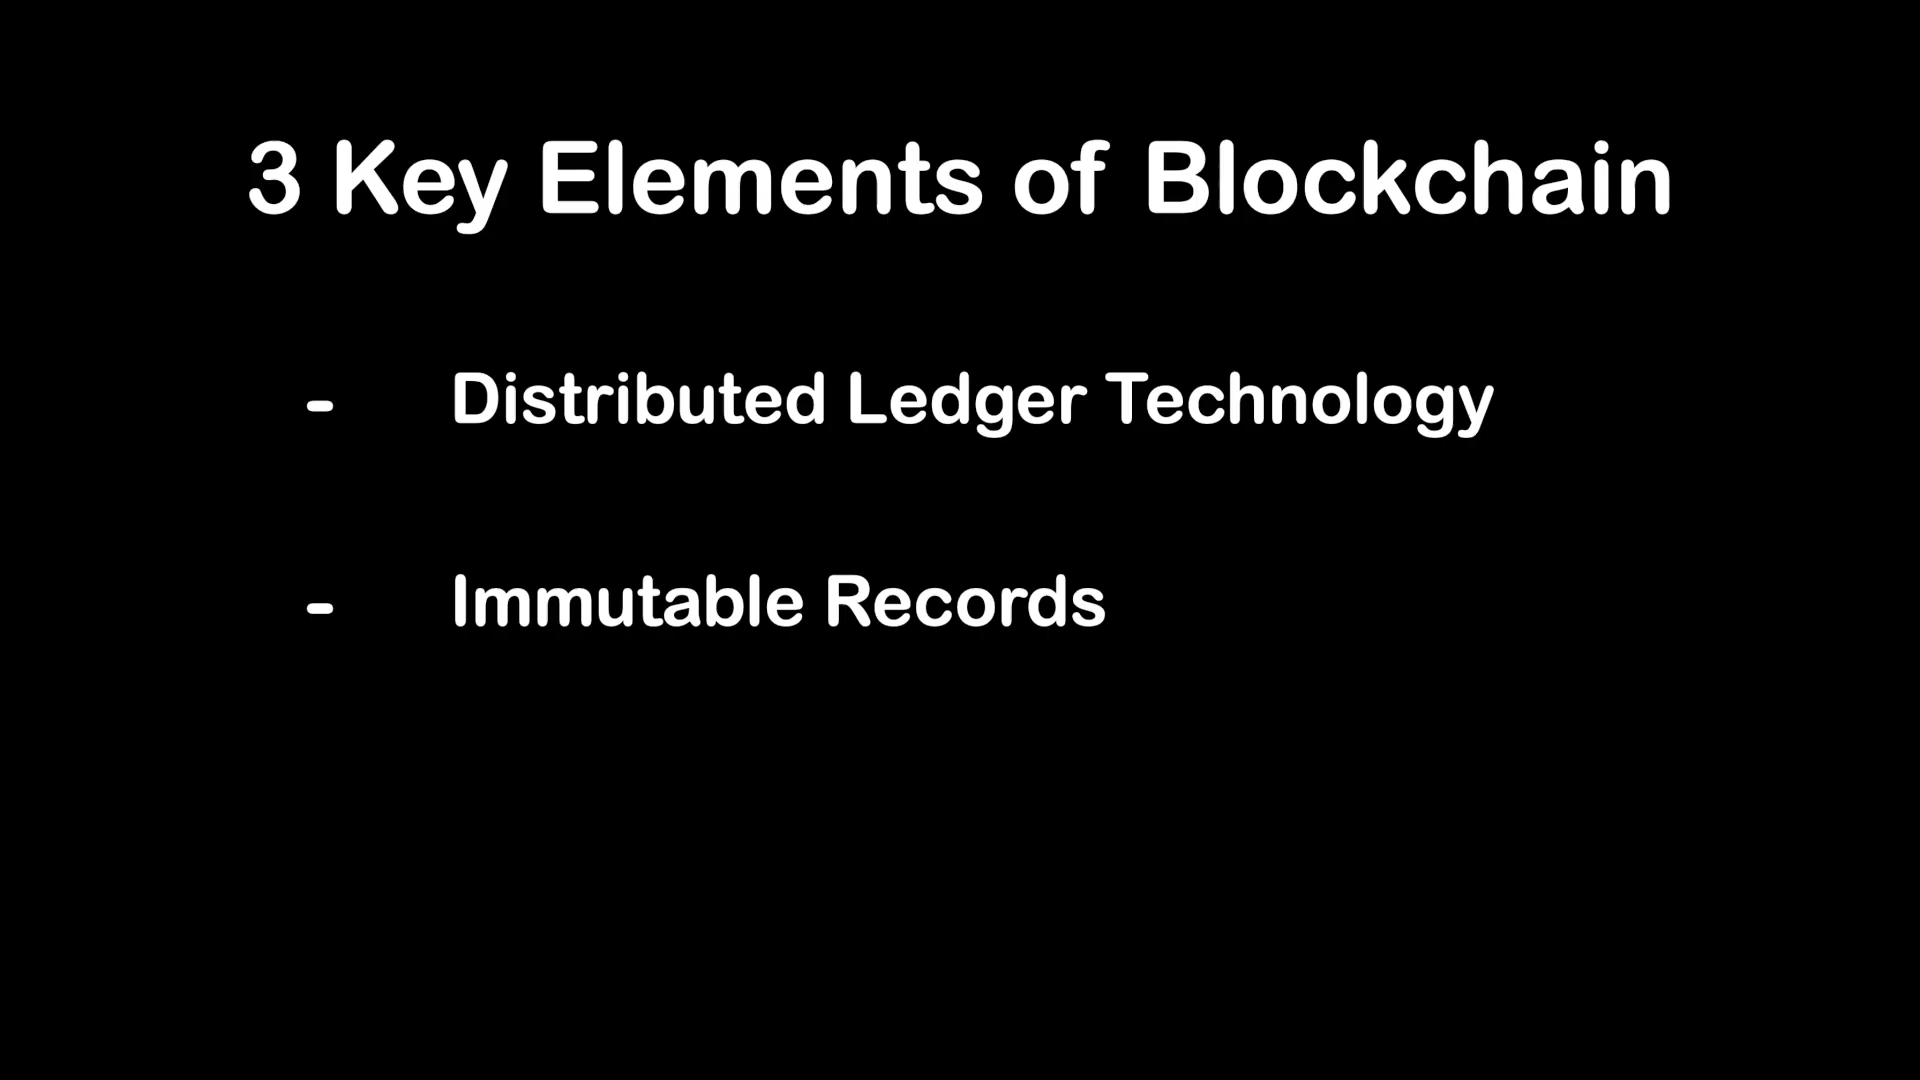 3 Key Elements of Blockchain
- Distributed Ledger Technology
- Immutable Records